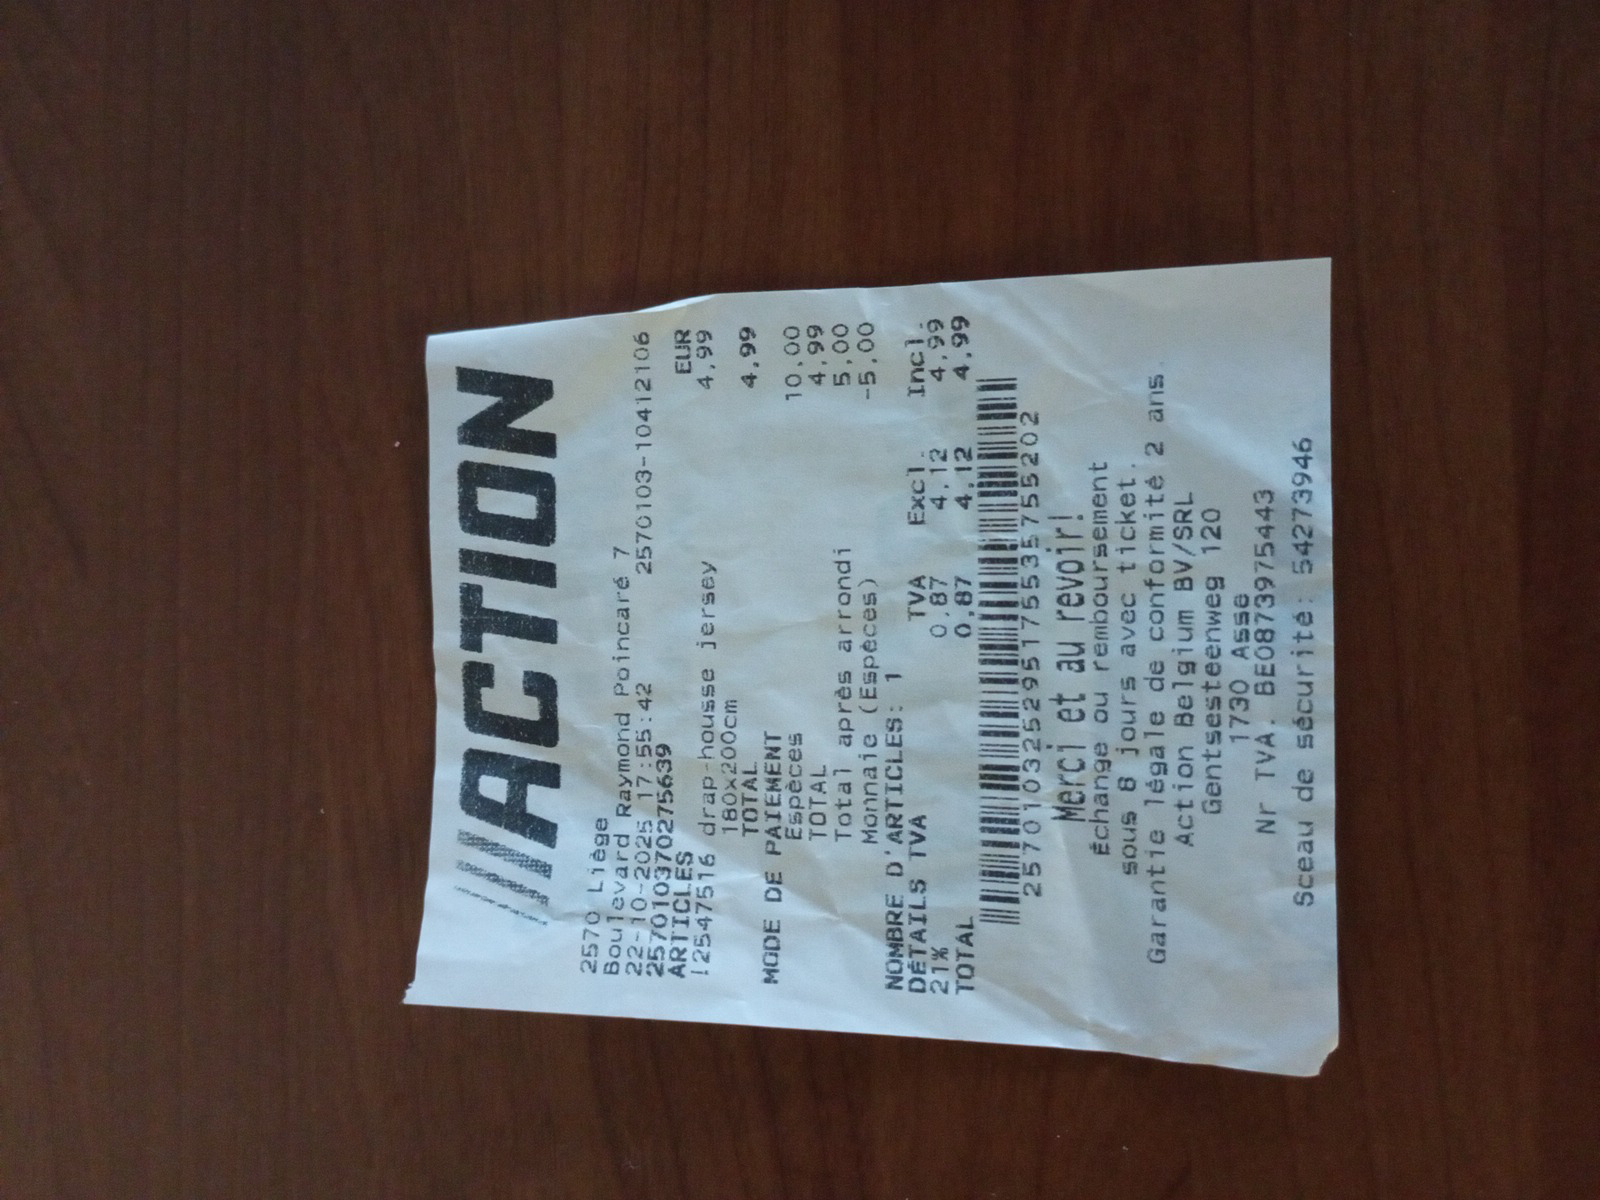 ///ACTION
2570 Liège
Boulevard Raymond Poincaré 7
22-10-2025 17:55:42 2570103-10412106
2570103702756​39
ARTICLES EUR
12547516 drap-housse jersey 4,99
180x200cm
TOTAL 4,99
MODE DE PAIEMENT
Espèces 10,00
TOTAL 4,99
Total après arrondi 5,00
Monnaie (Espèces) -5,00
NOMBRE D'ARTICLES: 1
DÉTAILS TVA TVA Excl. Incl.
21% 0,87 4,12 4,99
TOTAL 0,87 4,12 4,99
2570103252951755357555202
Merci et au revoir!
Échange ou remboursement
sous 8 jours avec ticket.
Garantie légale de conformité 2 ans.
Action Belgium BV/SRL
Gentsesteenweg 120
1730 Asse
Nr TVA. BE0873975443
Sceau de sécurité: 54273946